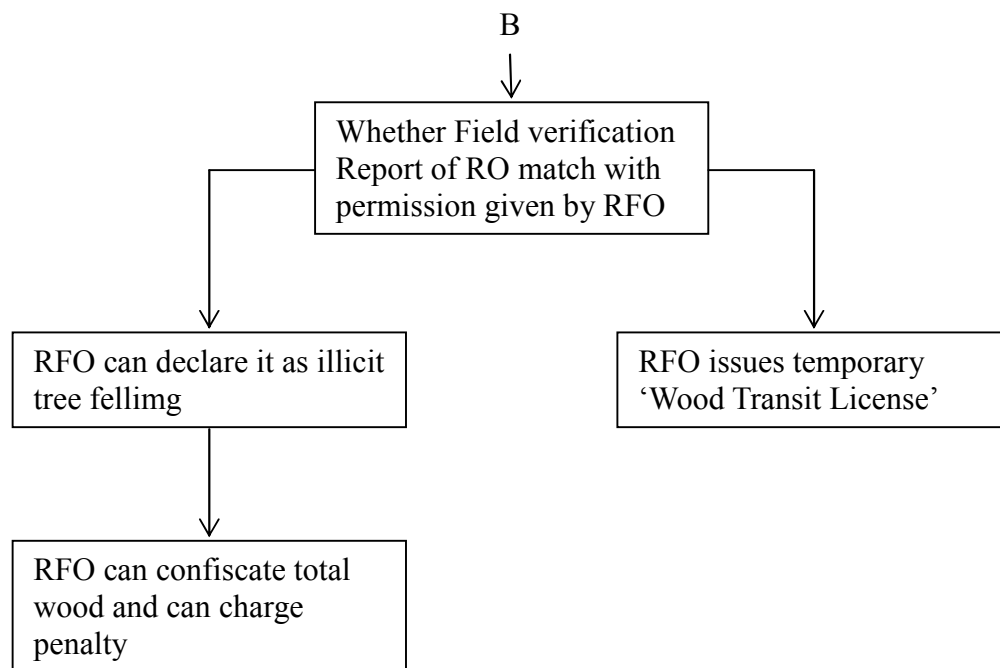 B
Whether Field verification
Report of RO match with
permission given by RFO
RFO can declare it as illicit
tree fellimg
RFO issues temporary
‘Wood Transit License’
RFO can confiscate total
wood and can charge
penalty